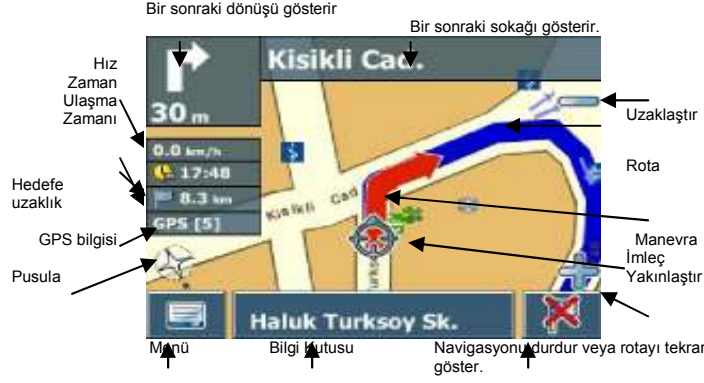 Bir sonraki dönüşü gösterir
Bir sonraki sokağı gösterir.
Hız
Zaman
Ulaşma
Zamanı
Hedefe
uzaklık
GPS bilgisi
Pusula
Kisikli Cad.
30 m
0.0 km/h
17:48
8.3 km
GPS [5]
Kisikli Cad
Haluk Turksoy Sk.
Uzaklaştır
Rota
Manevra
İmleç
Yakınlaştır
Menü
Bilgi kutusu
Navigasyonu durdur veya rotayı tekrar
göster.